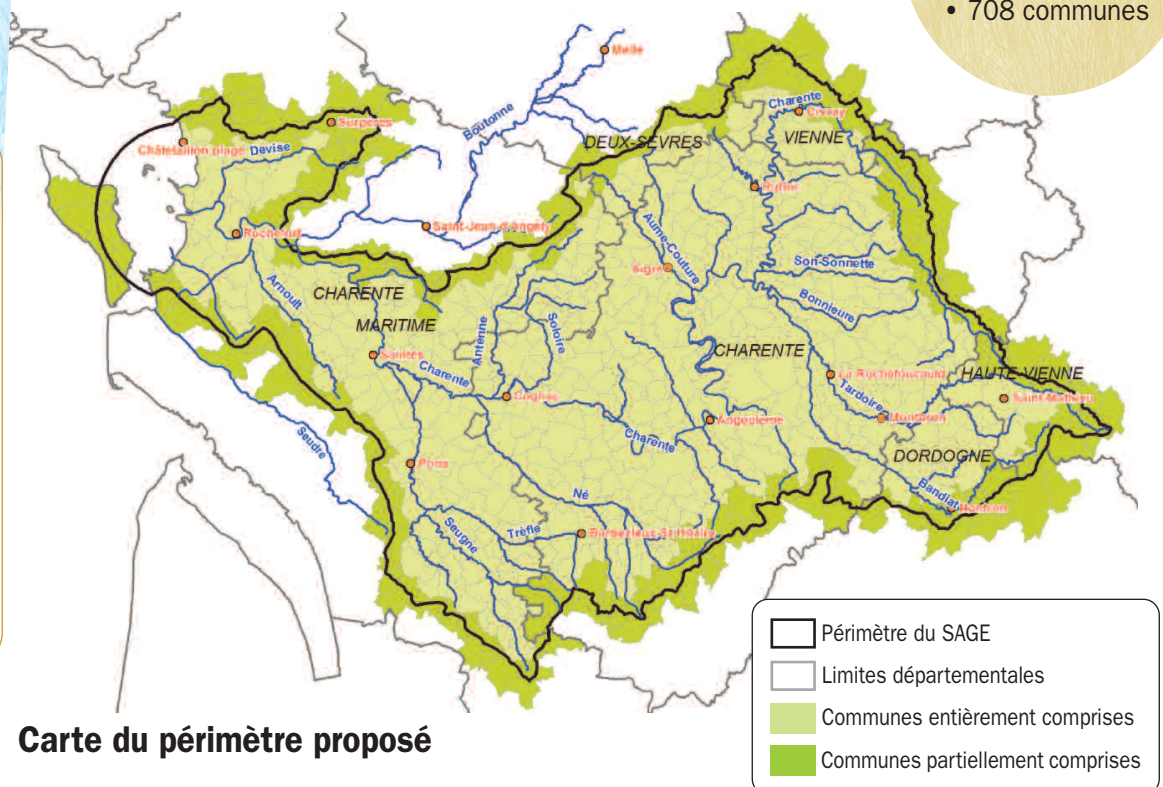 • 708 communes
Melle
Boutonne
Charente
Civray
Surgères
DEUX-SÈVRES
VIENNE
Châtelaillon plage
Devise
Ruffec
Rochefort
Saint-Jean-d'Angély
Aume-Couture
Aigre
Son-Sonnette
Arnoult
Bonnieure
CHARENTE
MARITIME
Antenne
Soloire
CHARENTE
Saintes
Charente
La Rochefoucauld
HAUTE-VIENNE
Cognac
Tardoire
Saint-Mathieu
Angoulême
Montbron
Charente
Seudre
DORDOGNE
Pons
Bandiat
Nontron
Né
Trèfle
Seugne
Barbezieux-St-Hilaire
Périmètre du SAGE
Limites départementales
Communes entièrement comprises
Communes partiellement comprises
Carte du périmètre proposé